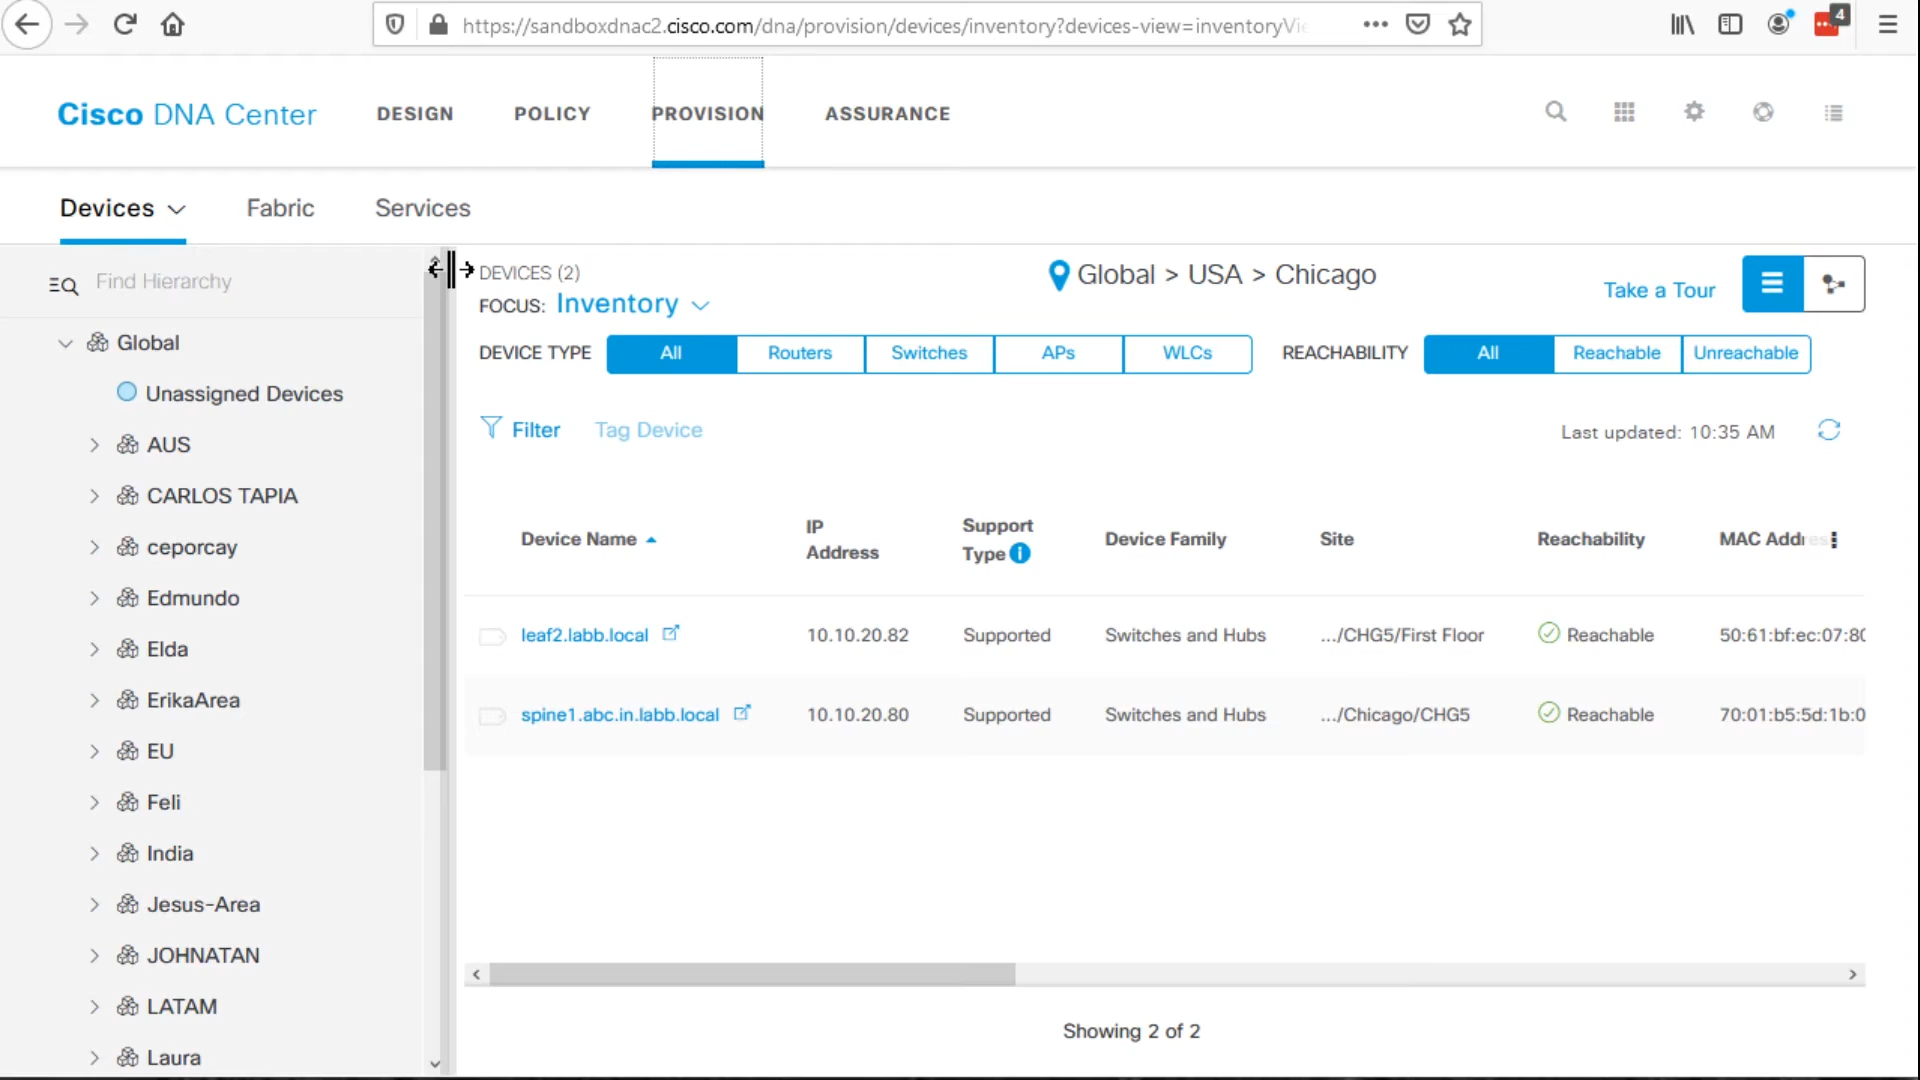 https://sandboxdnac2.cisco.com/dna/provision/devices/inventory?devices-view=inventoryVi
4
Cisco DNA Center
DESIGN
POLICY
PROVISION
ASSURANCE
Devices
Fabric
Services
Find Hierarchy
Global
Unassigned Devices
AUS
CARLOS TAPIA
ceporcay
Edmundo
Elda
ErikaArea
EU
Feli
India
Jesus-Area
JOHNATAN
LATAM
Laura
DEVICES (2)
FOCUS: Inventory
Global > USA > Chicago
Take a Tour
DEVICE TYPE All Routers Switches APs WLCs REACHABILITY All Reachable Unreachable
Filter Tag Device
Last updated: 10:35 AM
Device Name IP Address Support Type Device Family Site Reachability MAC Addres
leaf2.labb.local 10.10.20.82 Supported Switches and Hubs .../CHG5/First Floor Reachable 50:61:bf:ec:07:80
spine1.abc.in.labb.local 10.10.20.80 Supported Switches and Hubs .../Chicago/CHG5 Reachable 70:01:b5:5d:1b:0
Showing 2 of 2